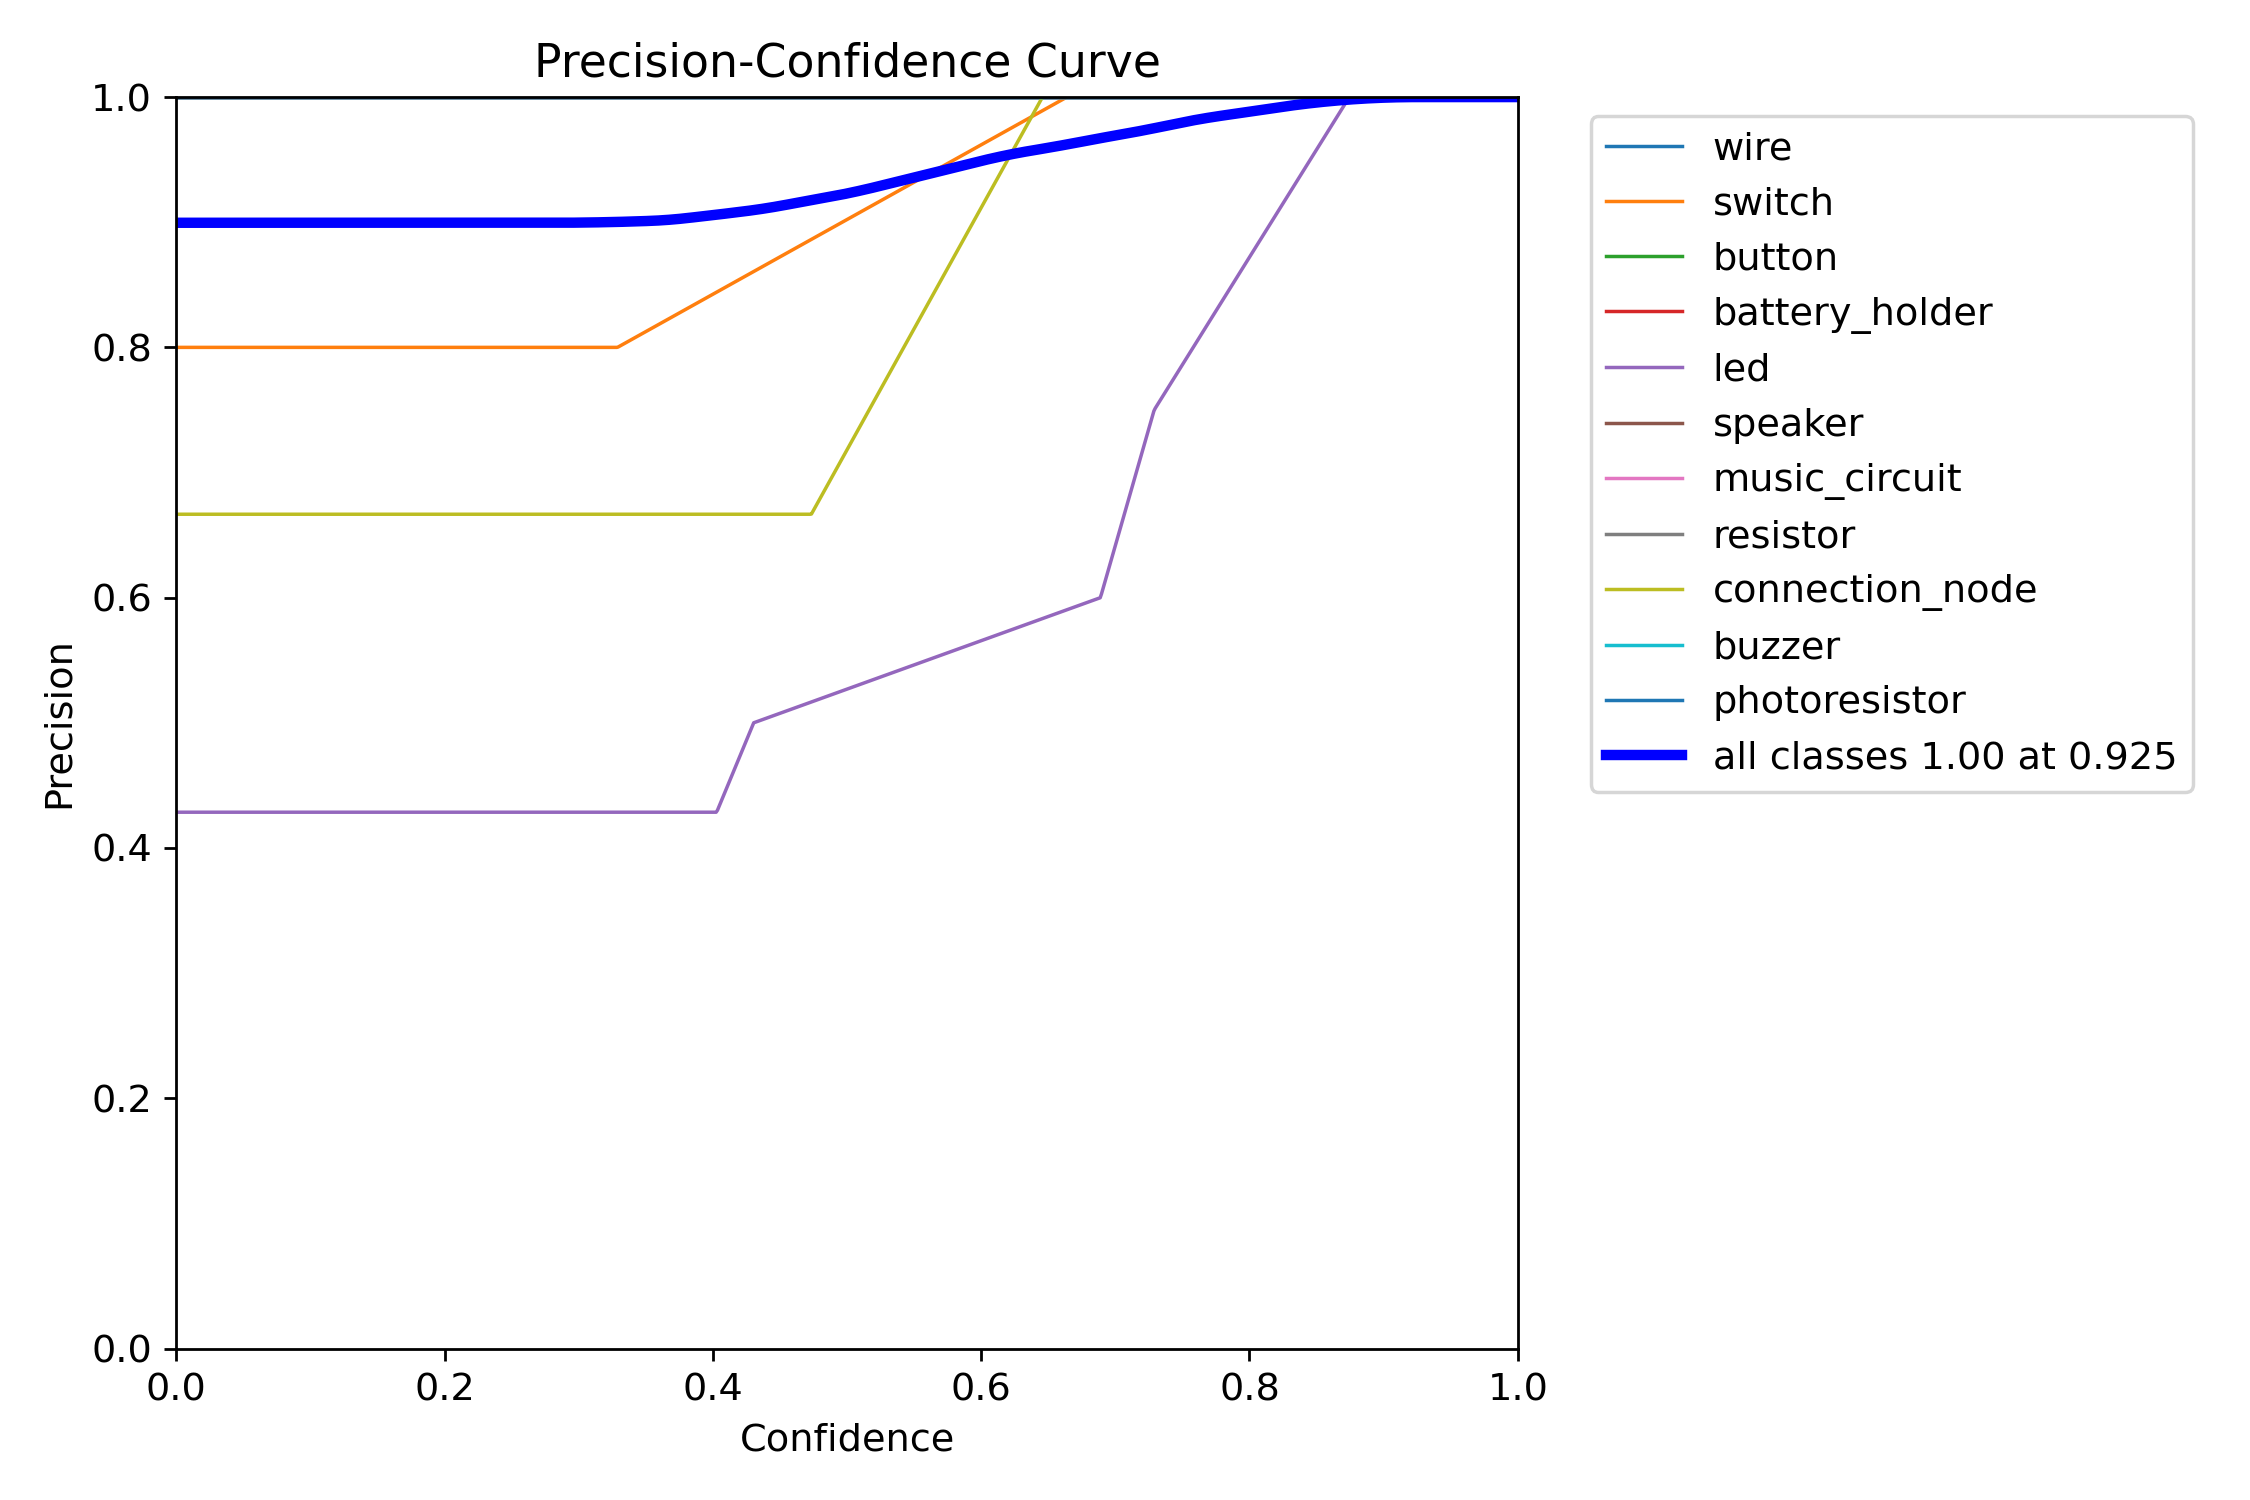 Precision-Confidence Curve
1.0
0.8
0.6
0.4
0.2
0.0
Precision
0.0 0.2 0.4 0.6 0.8 1.0
Confidence
wire
switch
button
battery_holder
led
speaker
music_circuit
resistor
connection_node
buzzer
photoresistor
all classes 1.00 at 0.925